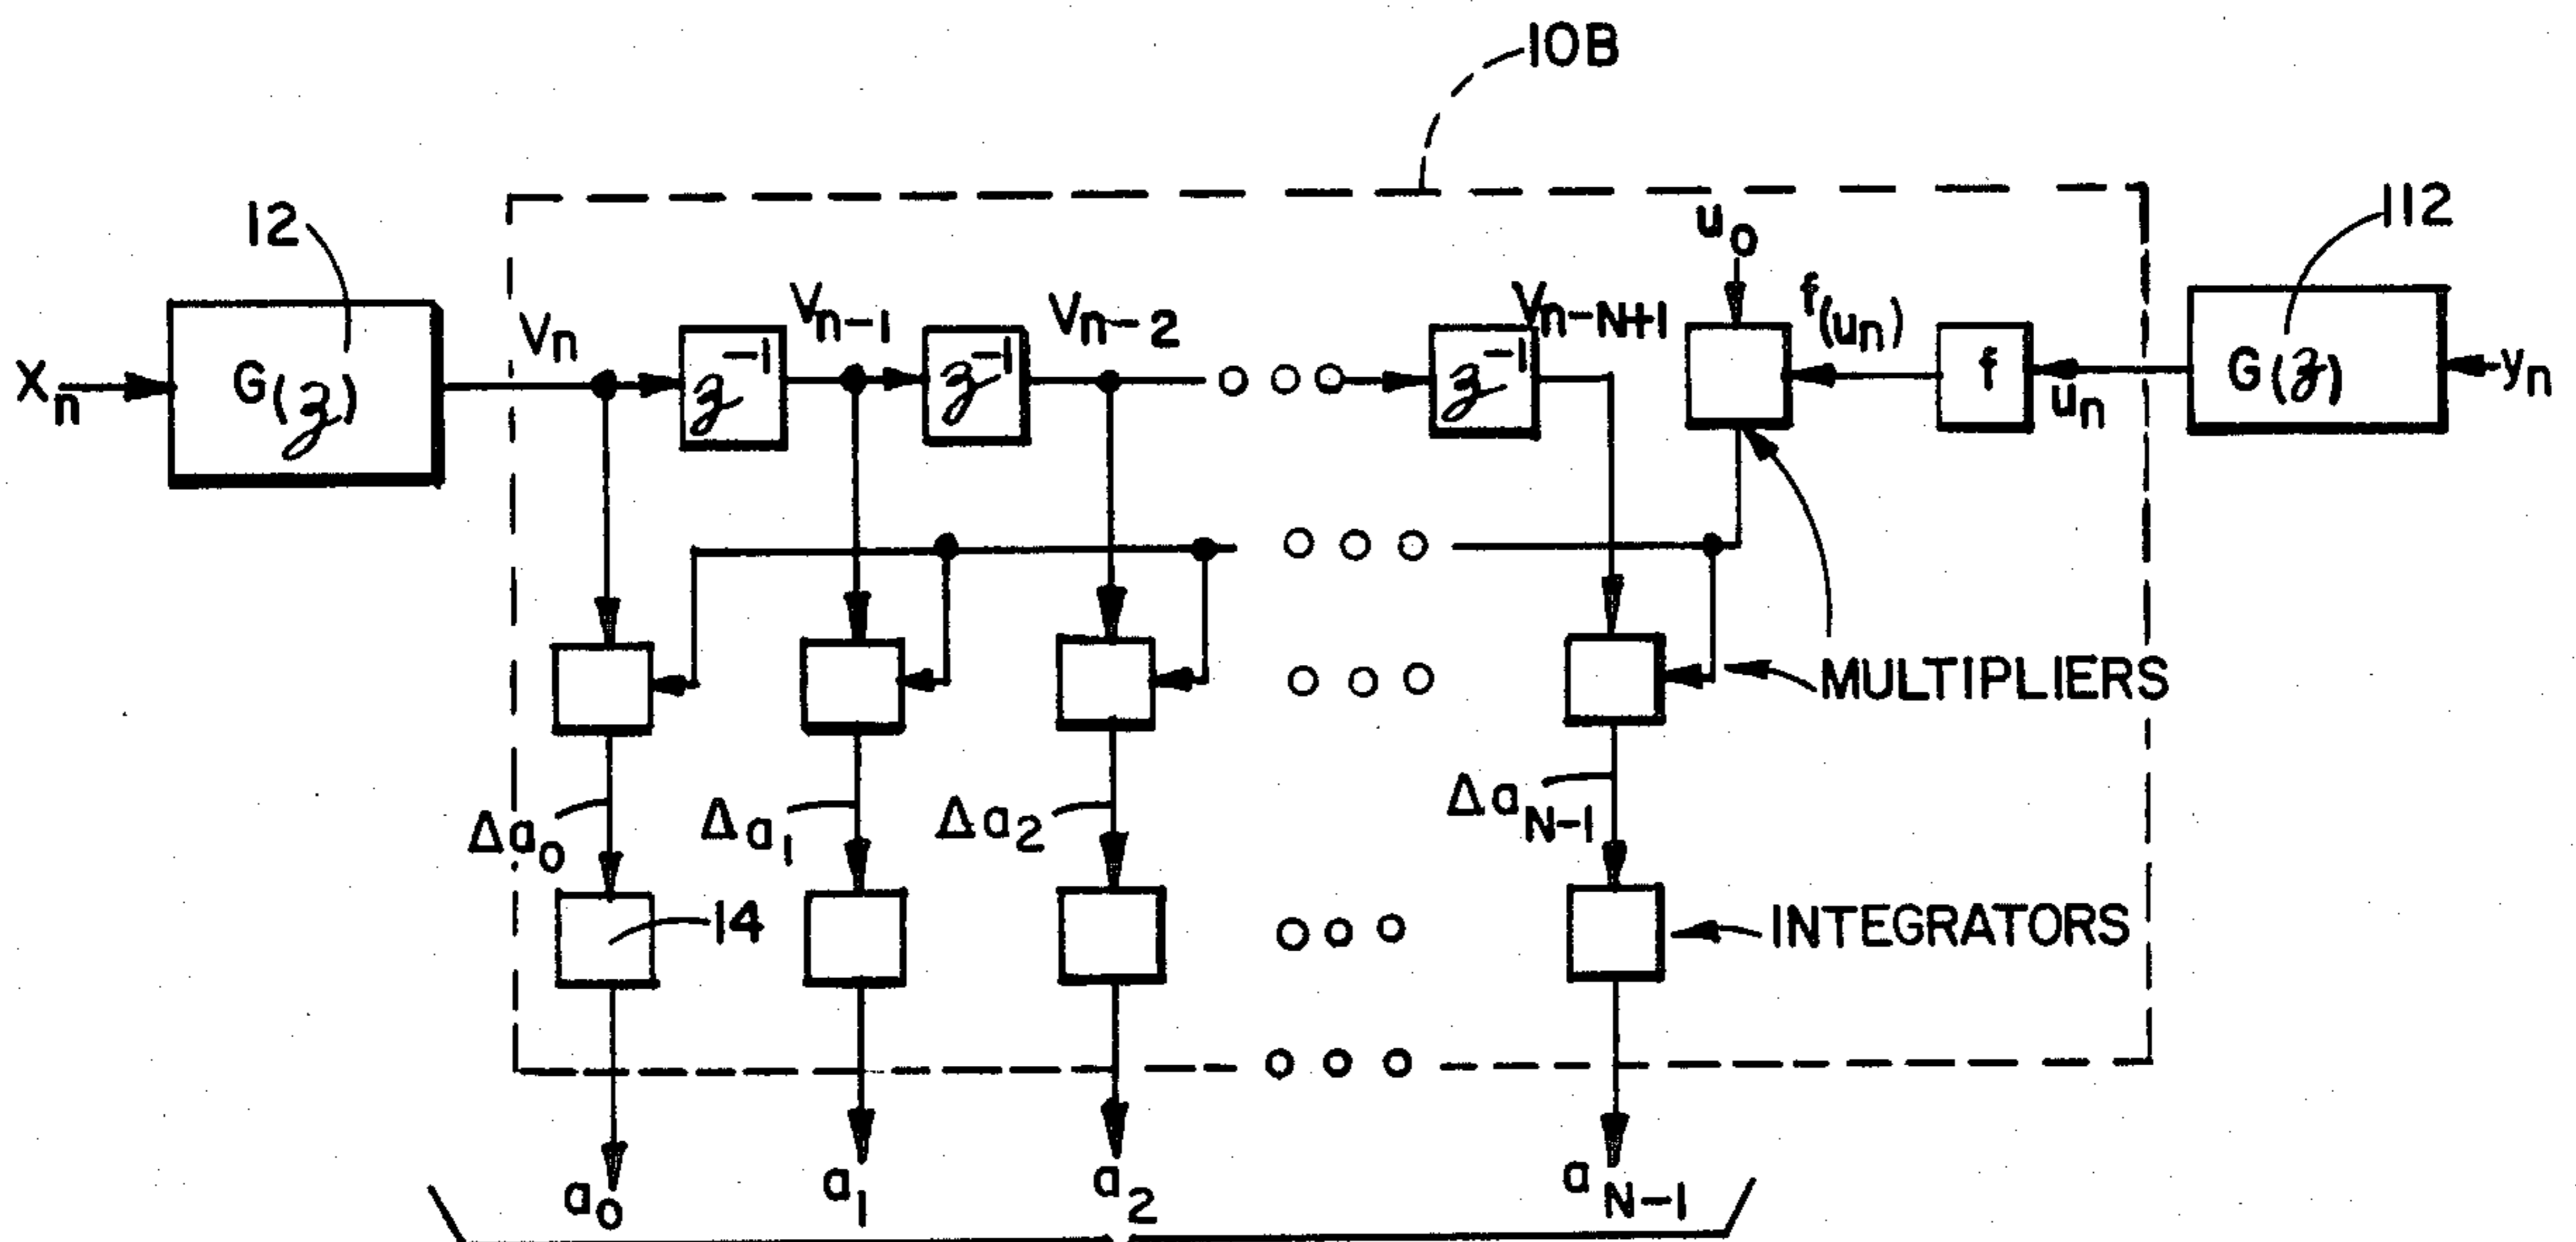 10B
12
112
u₀
Xₙ
G(z)
Vₙ
z⁻¹
Vₙ₋₁
z⁻¹
Vₙ₋₂
z⁻¹
Vₙ₋N₊₁
f(uₙ)
f
uₙ
G(z)
yₙ
MULTIPLIERS
Δa₀
Δa₁
Δa₂
ΔaN₋₁
14
INTEGRATORS
a₀
a₁
a₂
aN₋₁